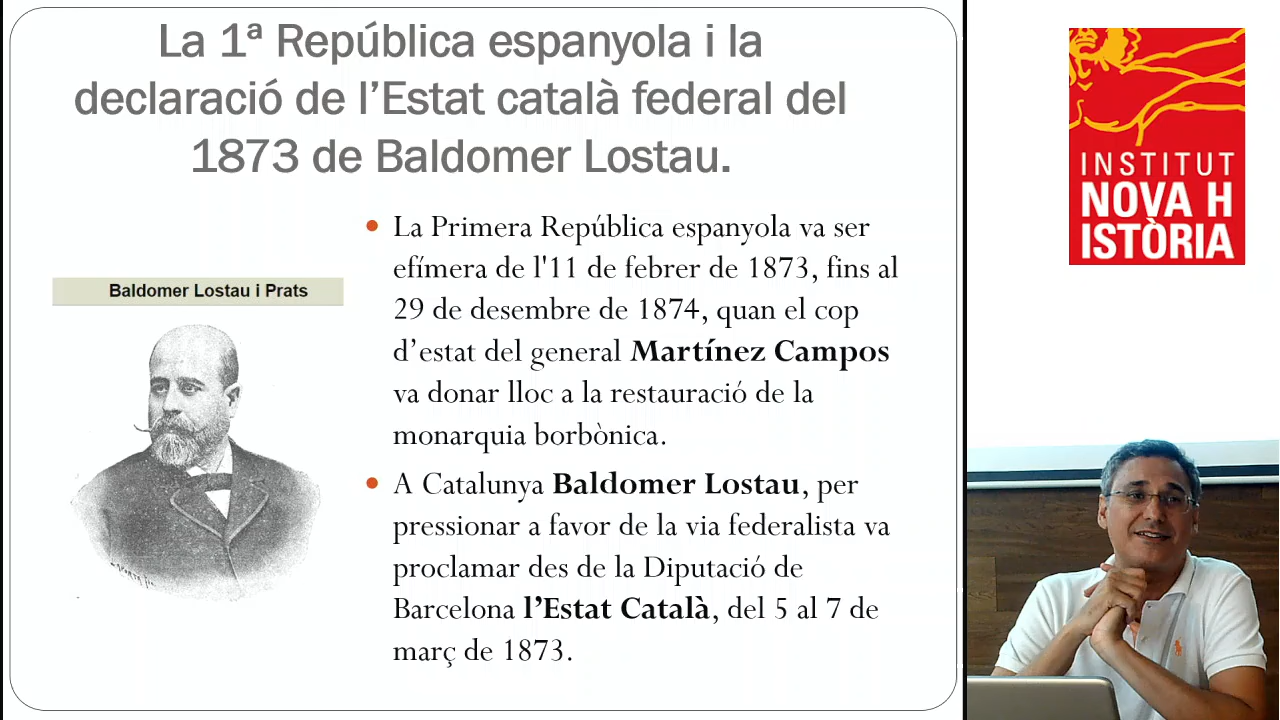 La 1ª República espanyola i la
declaració de l’Estat català federal del
1873 de Baldomer Lostau.
Baldomer Lostau i Prats
• La Primera República espanyola va ser
efímera de l'11 de febrer de 1873, fins al
29 de desembre de 1874, quan el cop
d’estat del general Martínez Campos
va donar lloc a la restauració de la
monarquia borbònica.
• A Catalunya Baldomer Lostau, per
pressionar a favor de la via federalista va
proclamar des de la Diputació de
Barcelona l’Estat Català, del 5 al 7 de
març de 1873.
INSTITUT
NOVA H
ISTÒRIA